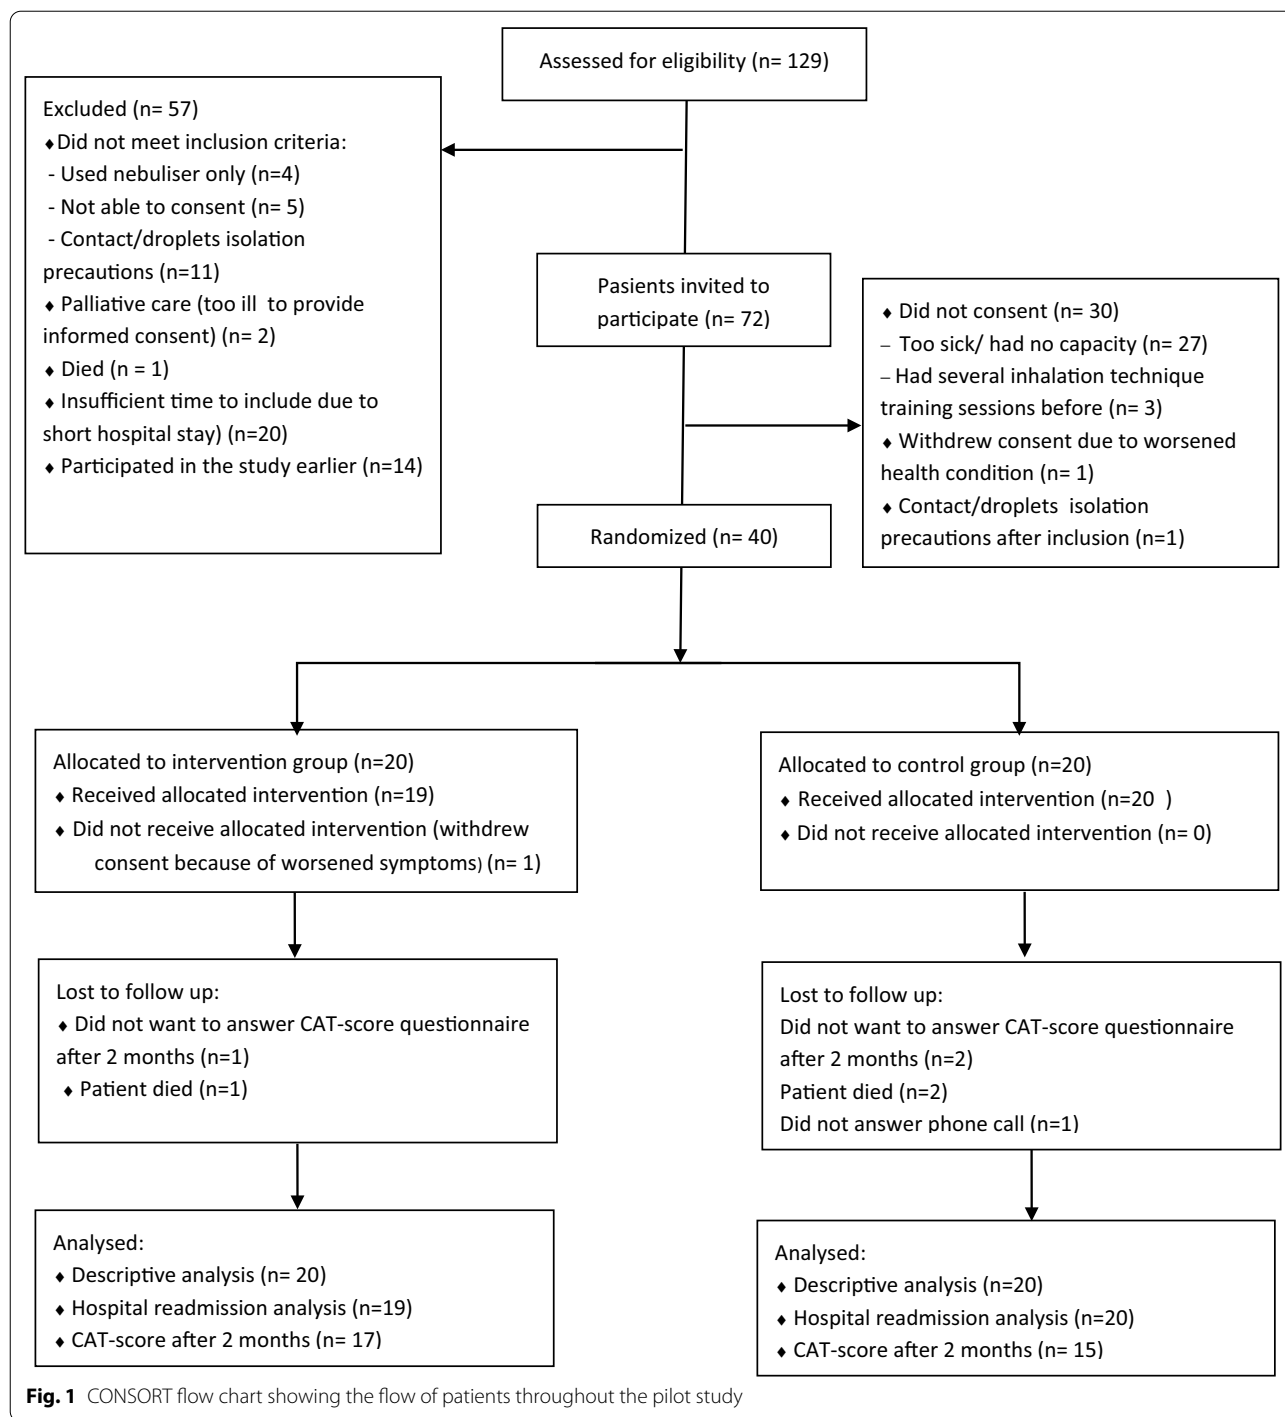 Assessed for eligibility (n= 129)
Excluded (n= 57)
♦Did not meet inclusion criteria:
- Used nebuliser only (n=4)
- Not able to consent (n= 5)
- Contact/droplets isolation
precautions (n=11)
♦ Palliative care (too ill to provide
informed consent) (n= 2)
♦ Died (n = 1)
♦ Insufficient time to include due to
short hospital stay) (n=20)
♦ Participated in the study earlier (n=14)
Pasients invited to
participate (n= 72)
♦ Did not consent (n= 30)
– Too sick/ had no capacity (n= 27)
– Had several inhalation technique
training sessions before (n= 3)
♦ Withdrew consent due to worsened
health condition (n= 1)
♦ Contact/droplets isolation
precautions after inclusion (n=1)
Randomized (n= 40)
Allocated to intervention group (n=20)
♦ Received allocated intervention (n=19)
♦ Did not receive allocated intervention (withdrew
consent because of worsened symptoms) (n= 1)
Allocated to control group (n=20)
♦ Received allocated intervention (n=20 )
♦ Did not receive allocated intervention (n= 0)
Lost to follow up:
♦ Did not want to answer CAT-score questionnaire
after 2 months (n=1)
♦ Patient died (n=1)
Lost to follow up:
Did not want to answer CAT-score questionnaire
after 2 months (n=2)
Patient died (n=2)
Did not answer phone call (n=1)
Analysed:
♦ Descriptive analysis (n= 20)
♦ Hospital readmission analysis (n=19)
♦ CAT-score after 2 months (n= 17)
Analysed:
♦ Descriptive analysis (n=20)
♦ Hospital readmission analysis (n=20)
♦ CAT-score after 2 months (n= 15)
Fig. 1 CONSORT flow chart showing the flow of patients throughout the pilot study